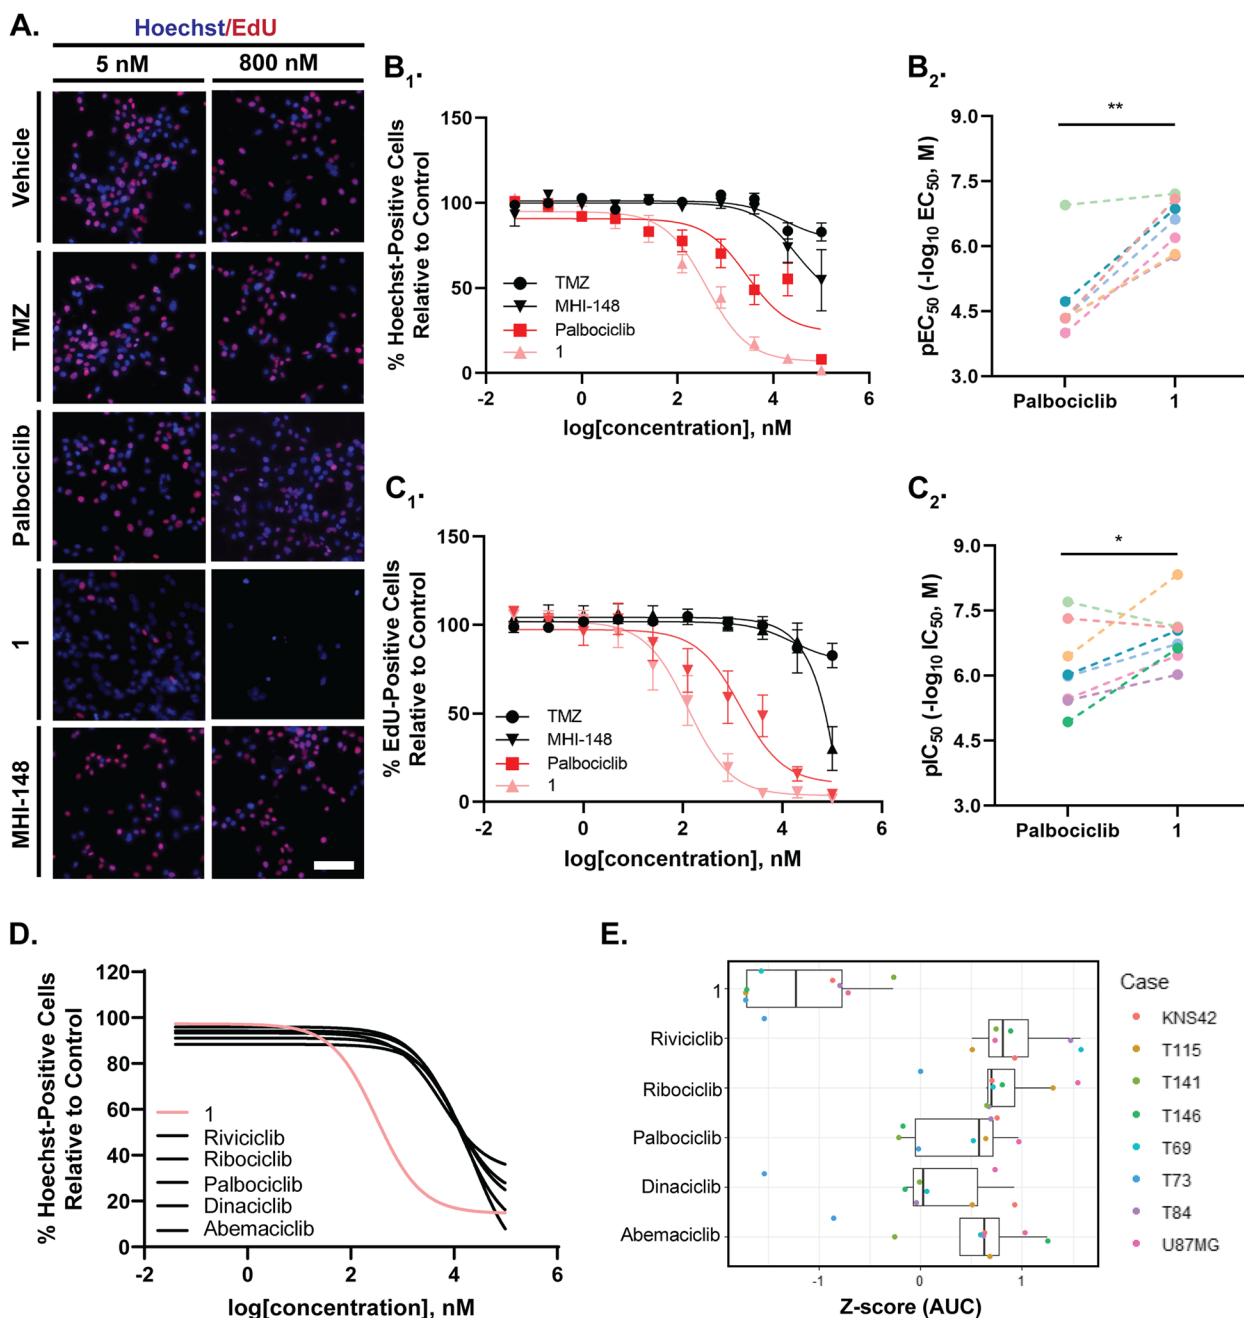 A.
Hoechst/EdU
5 nM
800 nM
Vehicle
TMZ
Palbociclib
1
MHI-148
B1.
% Hoechst-Positive Cells
Relative to Control
150
100
50
0
-2
0
2
4
6
log[concentration], nM
TMZ
MHI-148
Palbociclib
1
B2.
**
pEC50 (-log10 EC50, M)
9.0
7.5
6.0
4.5
3.0
Palbociclib
1
C1.
% EdU-Positive Cells
Relative to Control
150
100
50
0
-2
0
2
4
6
log[concentration], nM
TMZ
MHI-148
Palbociclib
1
C2.
*
pIC50 (-log10 IC50, M)
9.0
7.5
6.0
4.5
3.0
Palbociclib
1
D.
% Hoechst-Positive Cells
Relative to Control
120
100
80
60
40
20
0
-2
0
2
4
6
log[concentration], nM
1
Riviciclib
Ribociclib
Palbociclib
Dinaciclib
Abemaciclib
E.
1
Riviciclib
Ribociclib
Palbociclib
Dinaciclib
Abemaciclib
-1
0
1
Z-score (AUC)
Case
KNS42
T115
T141
T146
T69
T73
T84
U87MG